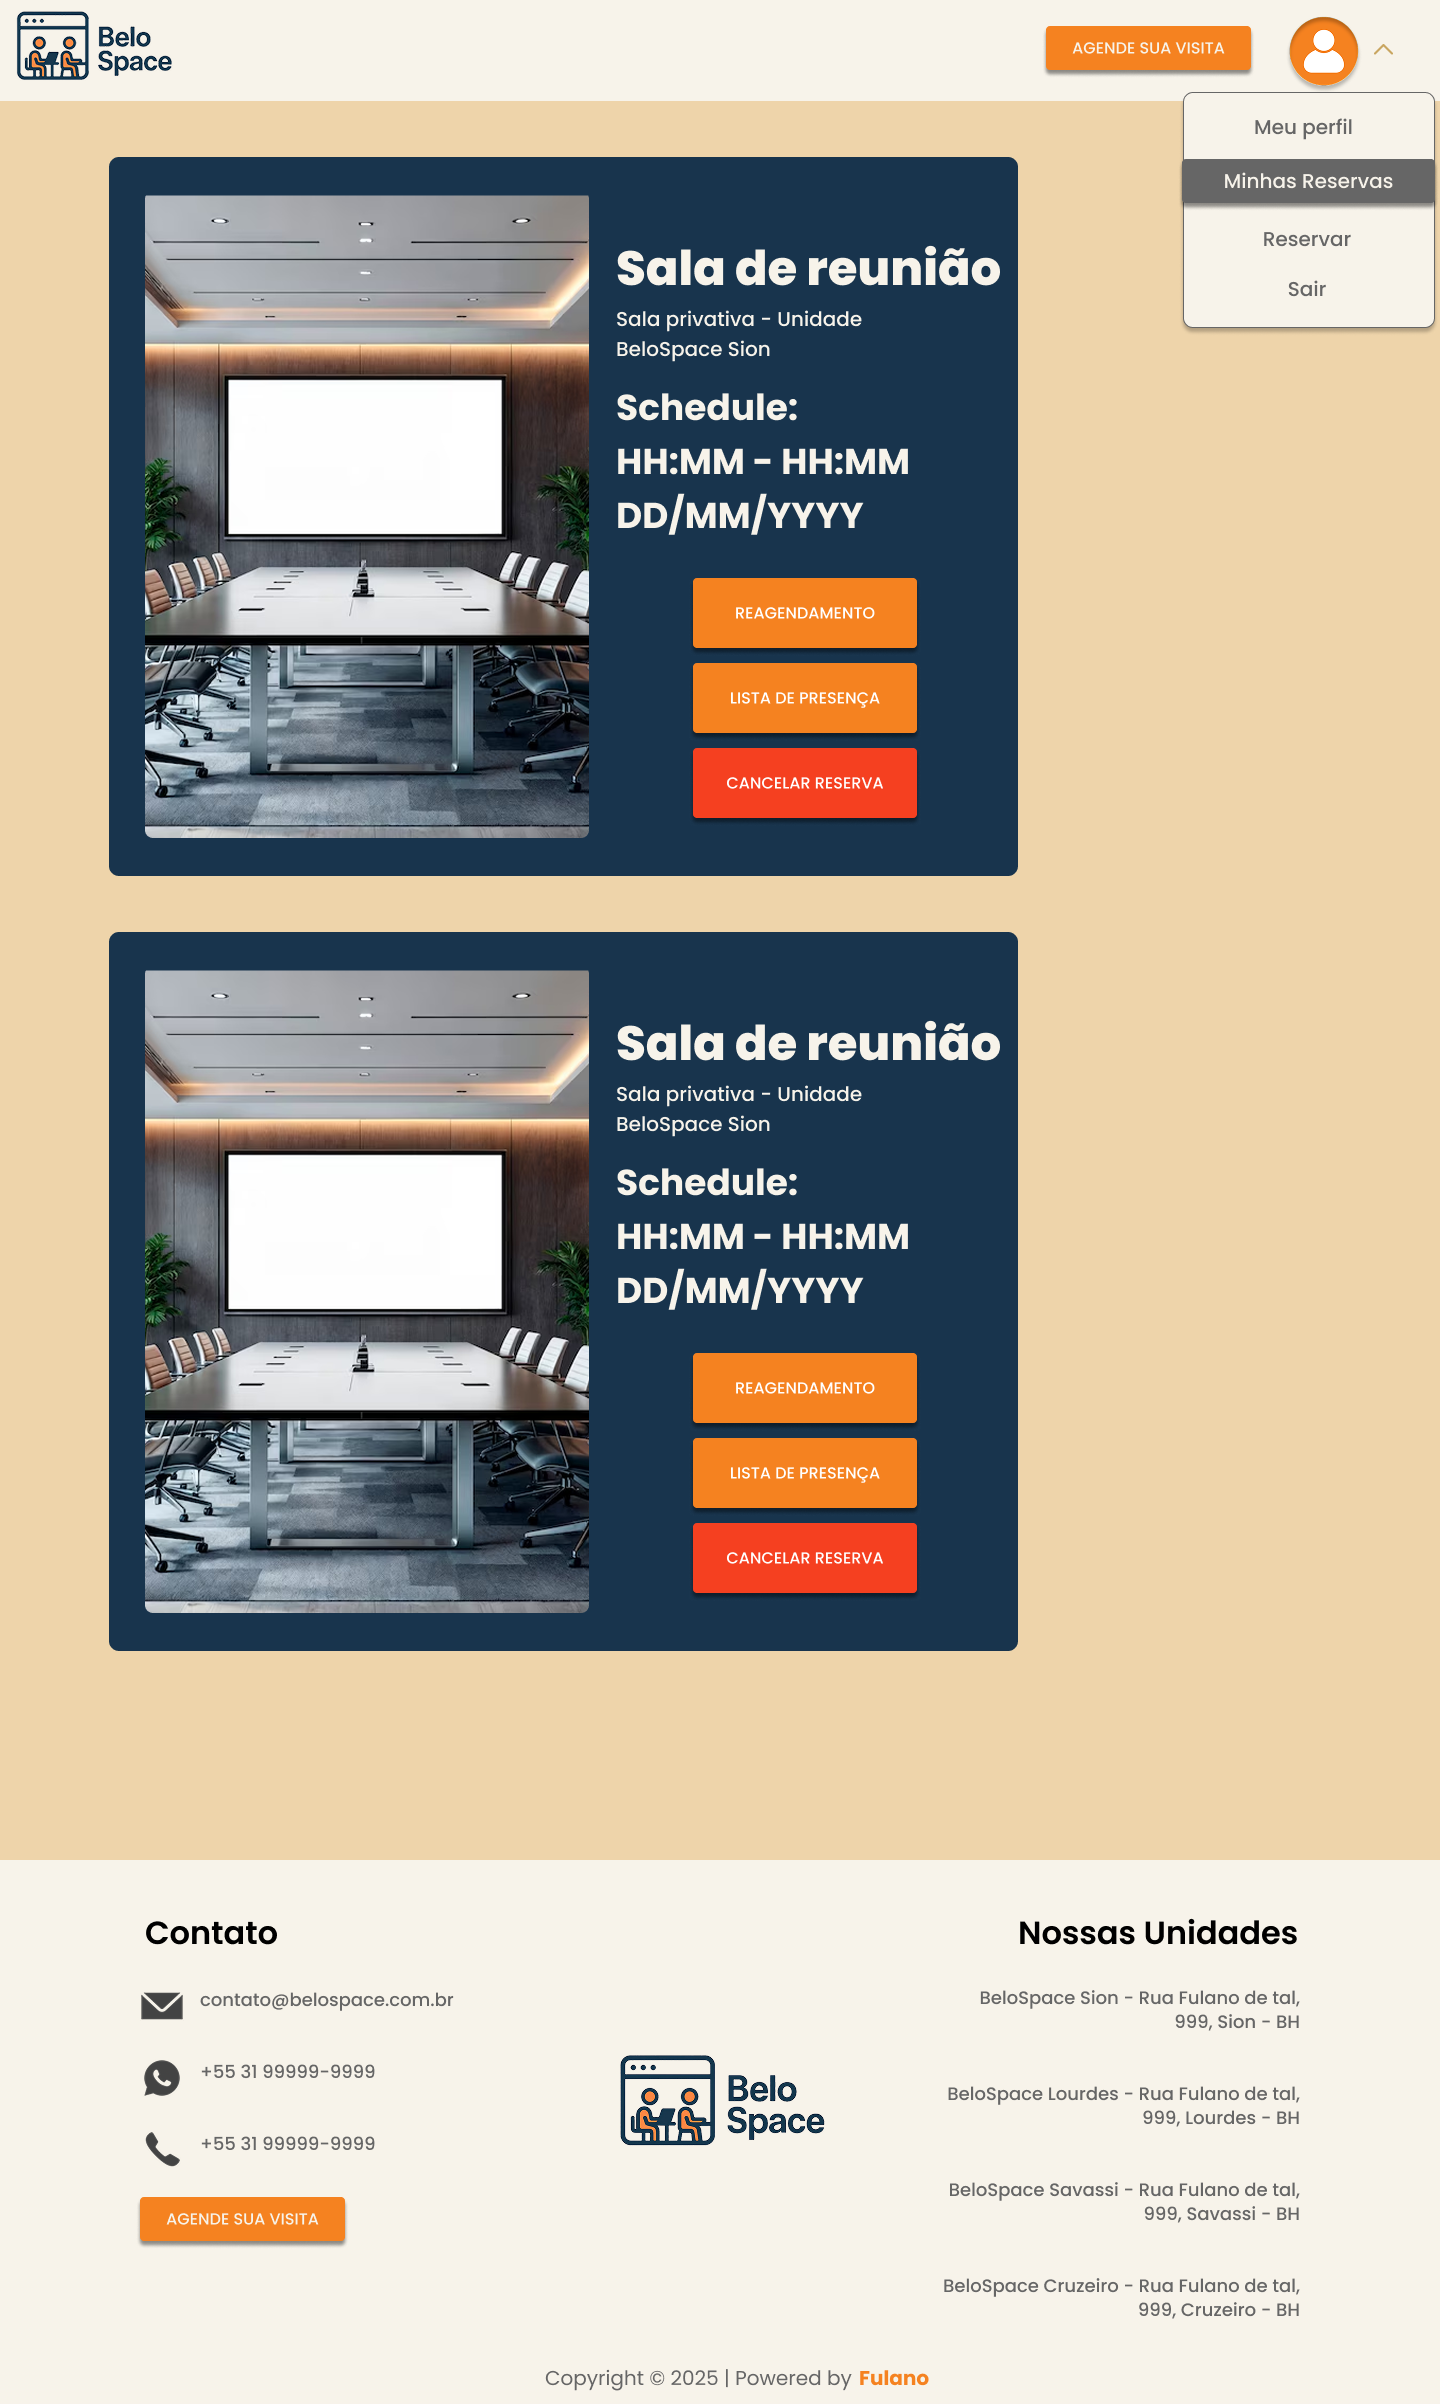 Belo
Space
AGENDE SUA VISITA
Meu perfil
Minhas Reservas
Reservar
Sair
Sala de reunião
Sala privativa - Unidade
BeloSpace Sion
Schedule:
HH:MM - HH:MM
DD/MM/YYYY
REAGENDAMENTO
LISTA DE PRESENÇA
CANCELAR RESERVA
Sala de reunião
Sala privativa - Unidade
BeloSpace Sion
Schedule:
HH:MM - HH:MM
DD/MM/YYYY
REAGENDAMENTO
LISTA DE PRESENÇA
CANCELAR RESERVA
Contato
contato@belospace.com.br
+55 31 99999-9999
+55 31 99999-9999
AGENDE SUA VISITA
Belo
Space
Nossas Unidades
BeloSpace Sion - Rua Fulano de tal,
999, Sion - BH
BeloSpace Lourdes - Rua Fulano de tal,
999, Lourdes - BH
BeloSpace Savassi - Rua Fulano de tal,
999, Savassi - BH
BeloSpace Cruzeiro - Rua Fulano de tal,
999, Cruzeiro - BH
Copyright © 2025 | Powered by Fulano